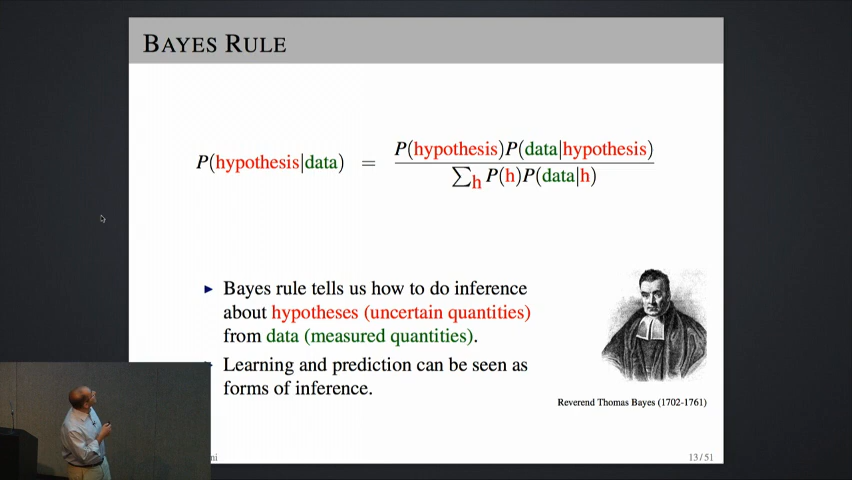 BAYES RULE
P(hypothesis|data) = P(hypothesis)P(data|hypothesis) / ∑h P(h)P(data|h)
▸ Bayes rule tells us how to do inference
about hypotheses (uncertain quantities)
from data (measured quantities).
Learning and prediction can be seen as
forms of inference.
Reverend Thomas Bayes (1702-1761)
13 / 51